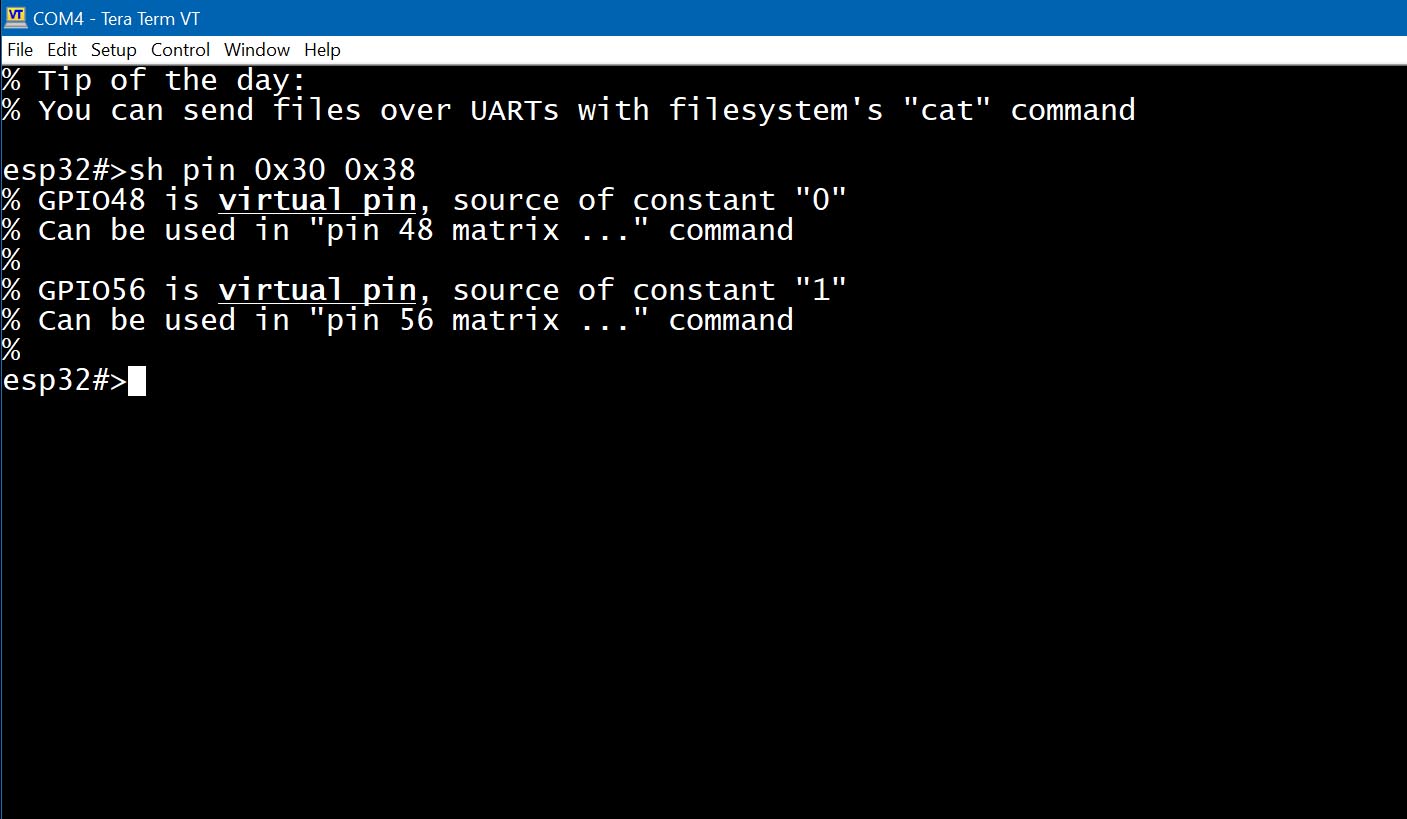 VT COM4 - Tera Term VT
File Edit Setup Control Window Help
% Tip of the day:
% You can send files over UARTs with filesystem's "cat" command
esp32#>sh pin 0x30 0x38
% GPIO48 is virtual pin, source of constant "0"
% Can be used in "pin 48 matrix ..." command
%
% GPIO56 is virtual pin, source of constant "1"
% Can be used in "pin 56 matrix ..." command
%
esp32#>